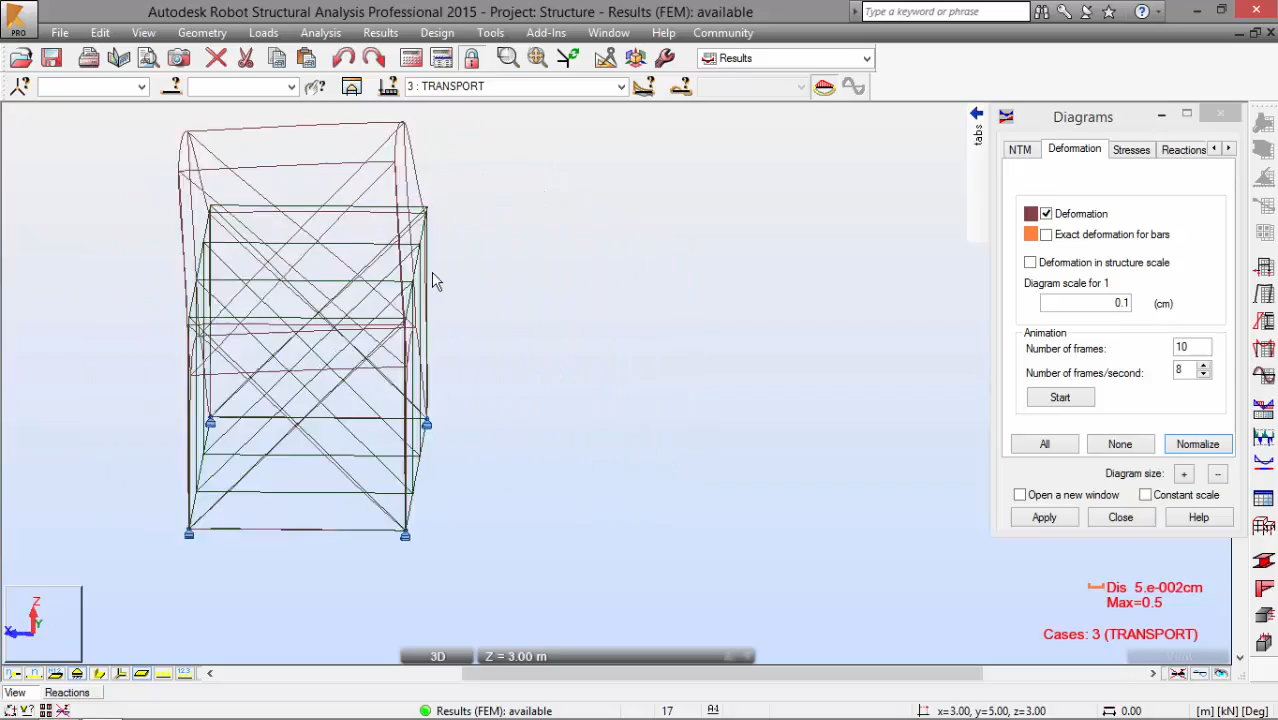 Autodesk Robot Structural Analysis Professional 2015 - Project: Structure - Results (FEM): available
Type a keyword or phrase
PRO
File Edit View Geometry Loads Analysis Results Design Tools Add-Ins Window Help Community
Results
3 : TRANSPORT
tabs
Diagrams
NTM Deformation Stresses Reactions
Deformation
Exact deformation for bars
Deformation in structure scale
Diagram scale for 1
0.1 (cm)
Animation
Number of frames: 10
Number of frames/second: 8
Start
All None Normalize
Diagram size: + --
Open a new window Constant scale
Apply Close Help
Dis 5.e-002cm
Max=0.5
Cases: 3 (TRANSPORT)
Z
Y
X
3D Z = 3.00 m
View Reactions
Results (FEM): available 17 x=3.00, y=5.00, z=3.00 0.00 [m] [kN] [Deg]